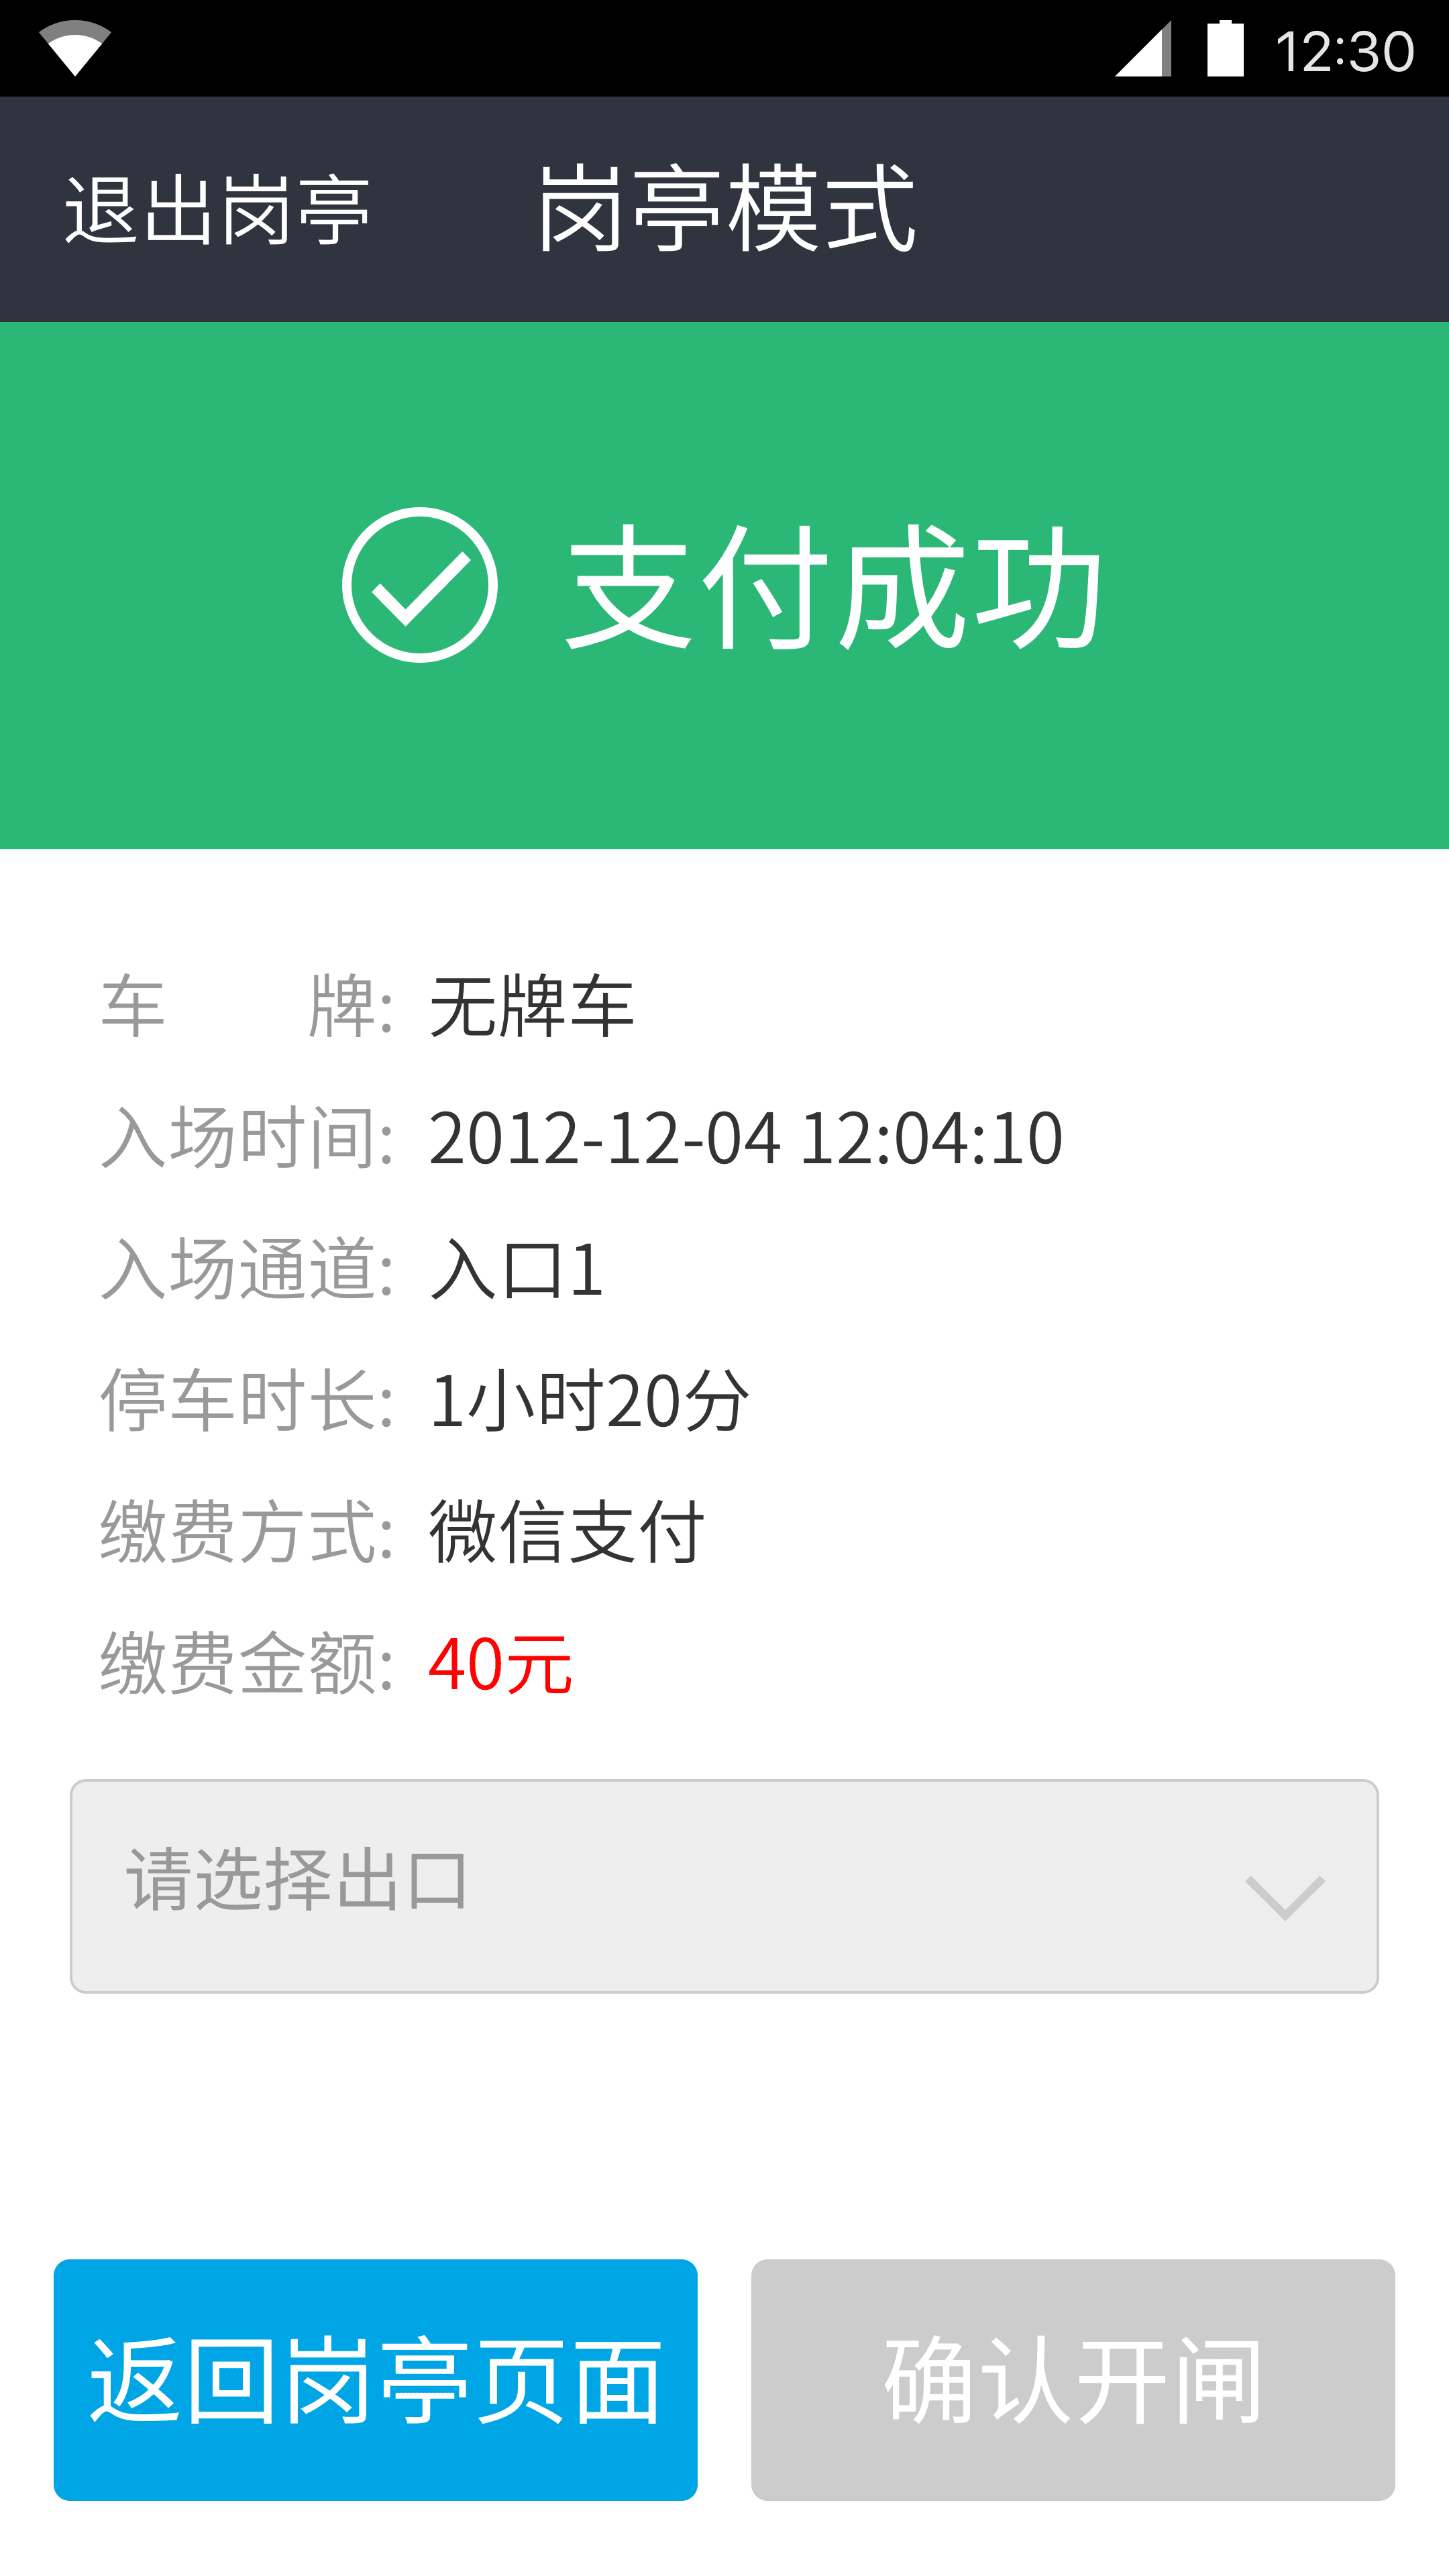 12:30
退出岗亭 岗亭模式
支付成功
车 牌: 无牌车
入场时间: 2012-12-04 12:04:10
入场通道: 入口1
停车时长: 1小时20分
缴费方式: 微信支付
缴费金额: 40元
请选择出口
返回岗亭页面 确认开闸